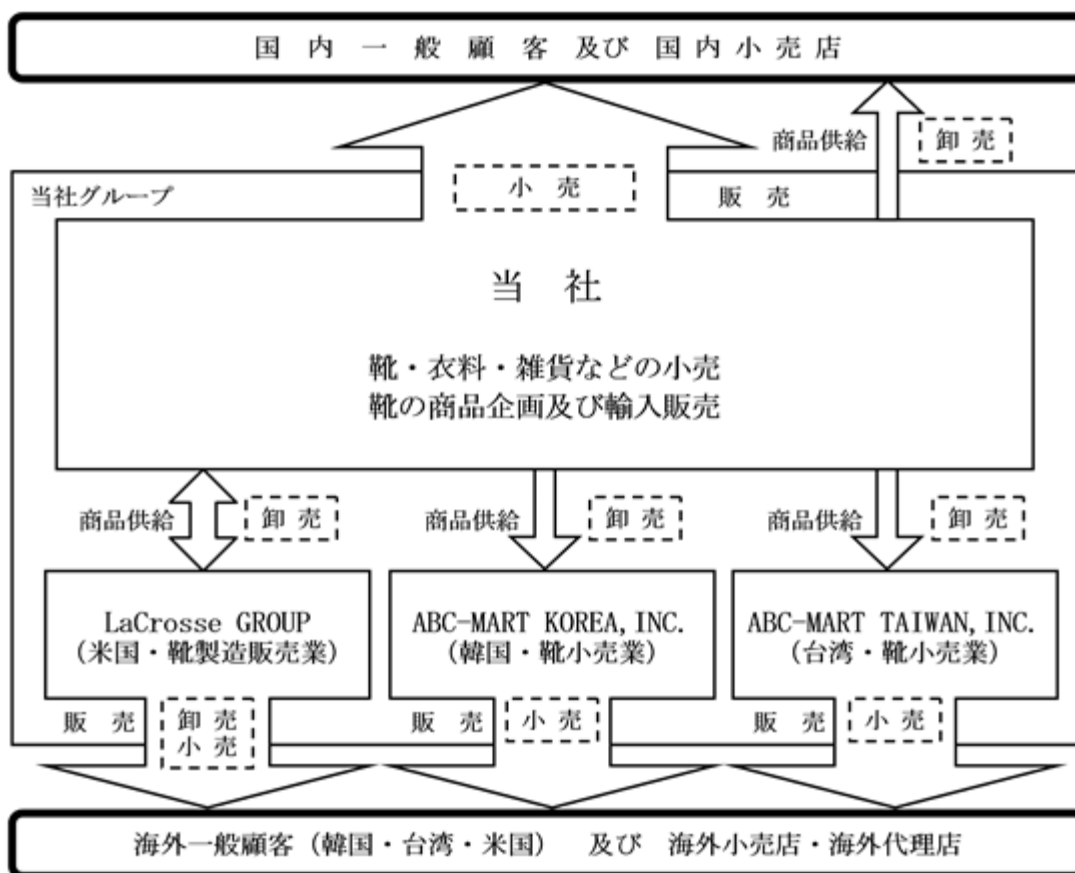 国内一般顧客及び国内小売店
商品供給
卸売
当社グループ
小売
販売
当社
靴・衣料・雑貨などの小売
靴の商品企画及び輸入販売
商品供給
卸売
商品供給
卸売
商品供給
卸売
LaCrosse GROUP
（米国・靴製造販売業）
ABC-MART KOREA,INC.
（韓国・靴小売業）
ABC-MART TAIWAN,INC.
（台湾・靴小売業）
販売
卸売
小売
販売
小売
販売
小売
海外一般顧客（韓国・台湾・米国） 及び 海外小売店・海外代理店